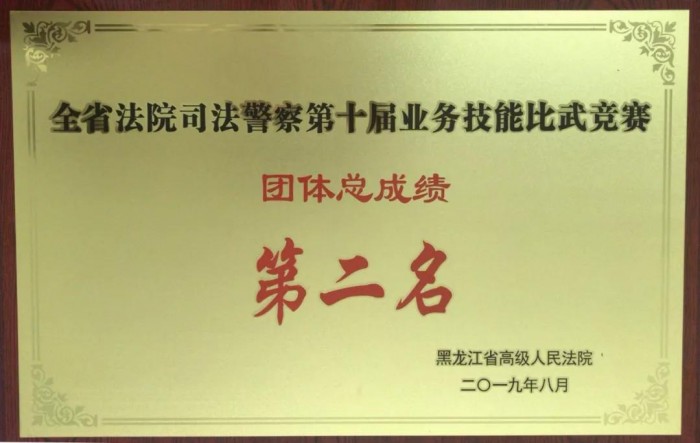 全省法院司法警察第十届业务技能比武竞赛
团体总成绩
第二名
黑龙江省高级人民法院
二〇一九年八月